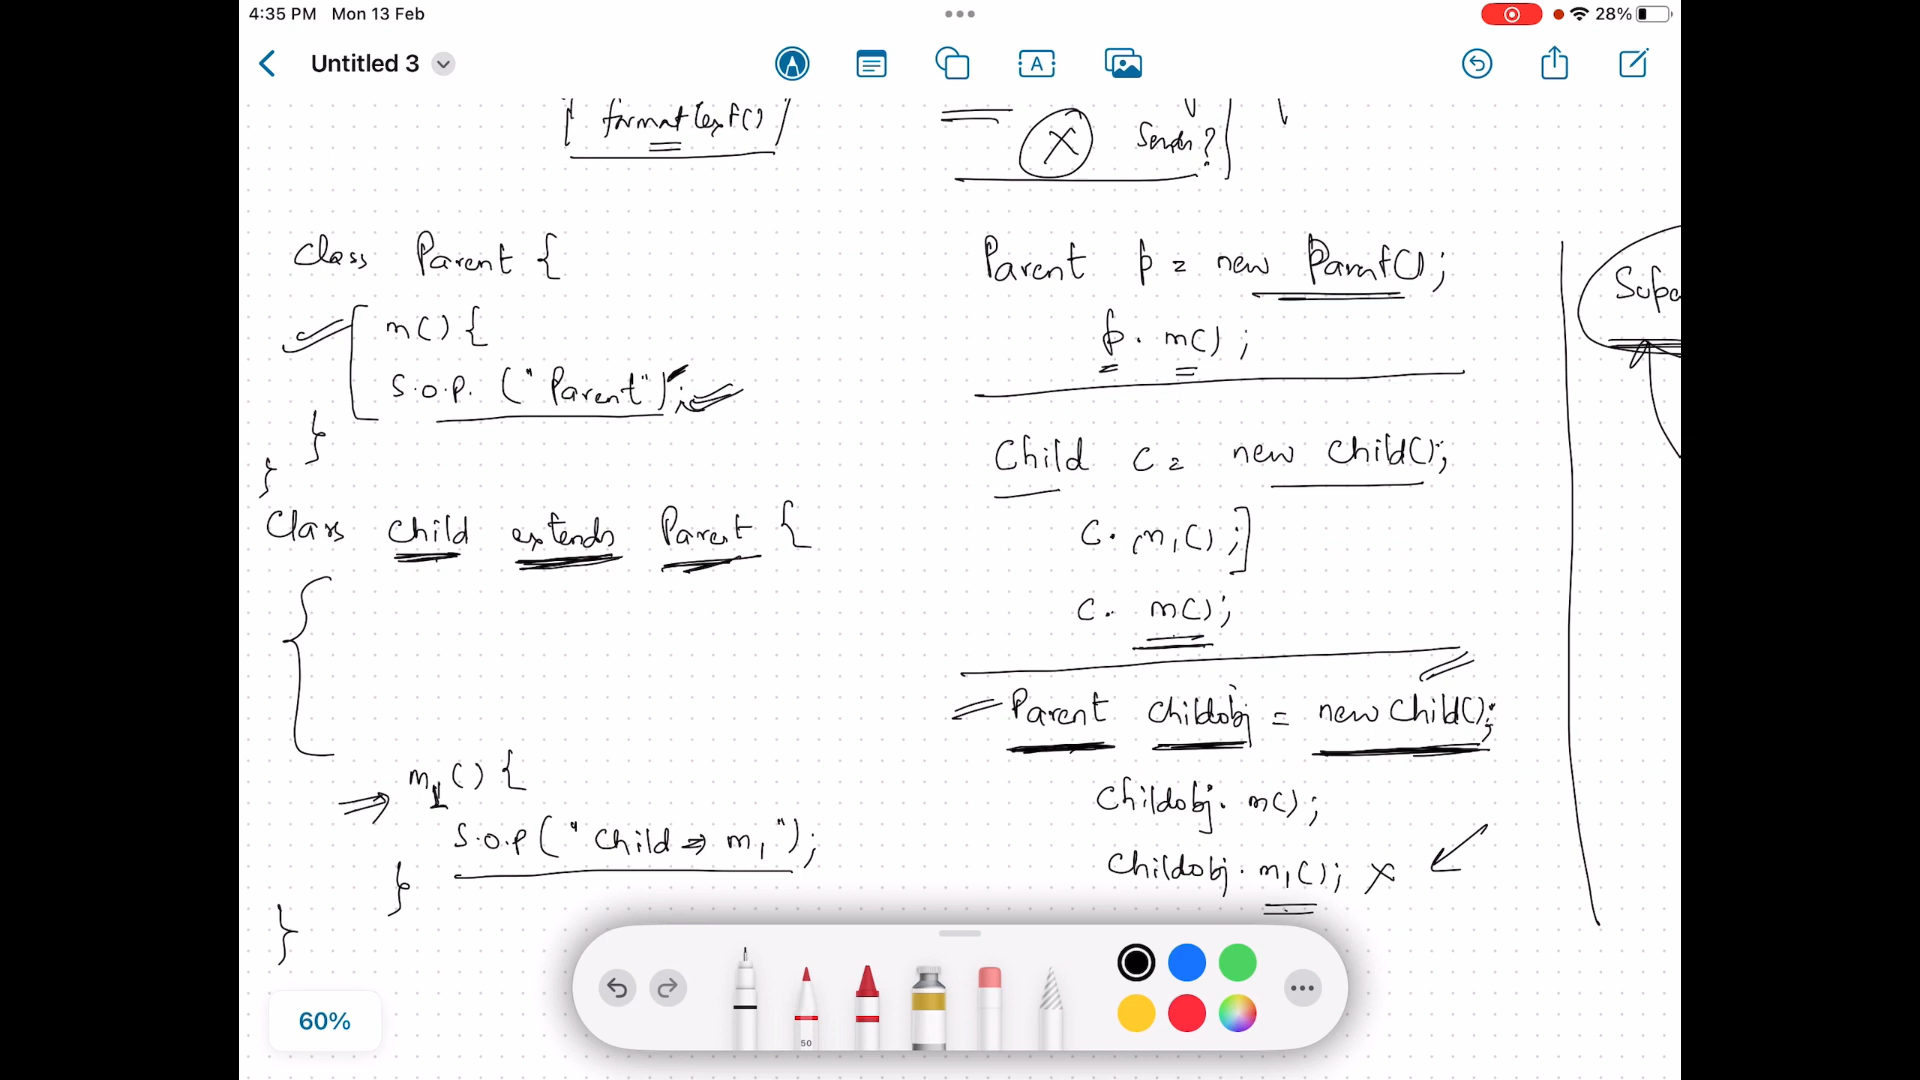 4:35 PM Mon 13 Feb
28%
Untitled 3
A
formatText()
X Sender?
Class Parent {
m() {
S.O.P. ("Parent");
}
}
Class Child extends Parent {
{
m1() {
S.O.P ("Child => m1");
}
}
Parent p = new Parent();
p. m();
Child c = new Child();
C. m1();]
C. m();
Parent Childobj = new Child();
Childobj. m();
Childobj. m1(); X
60%
50